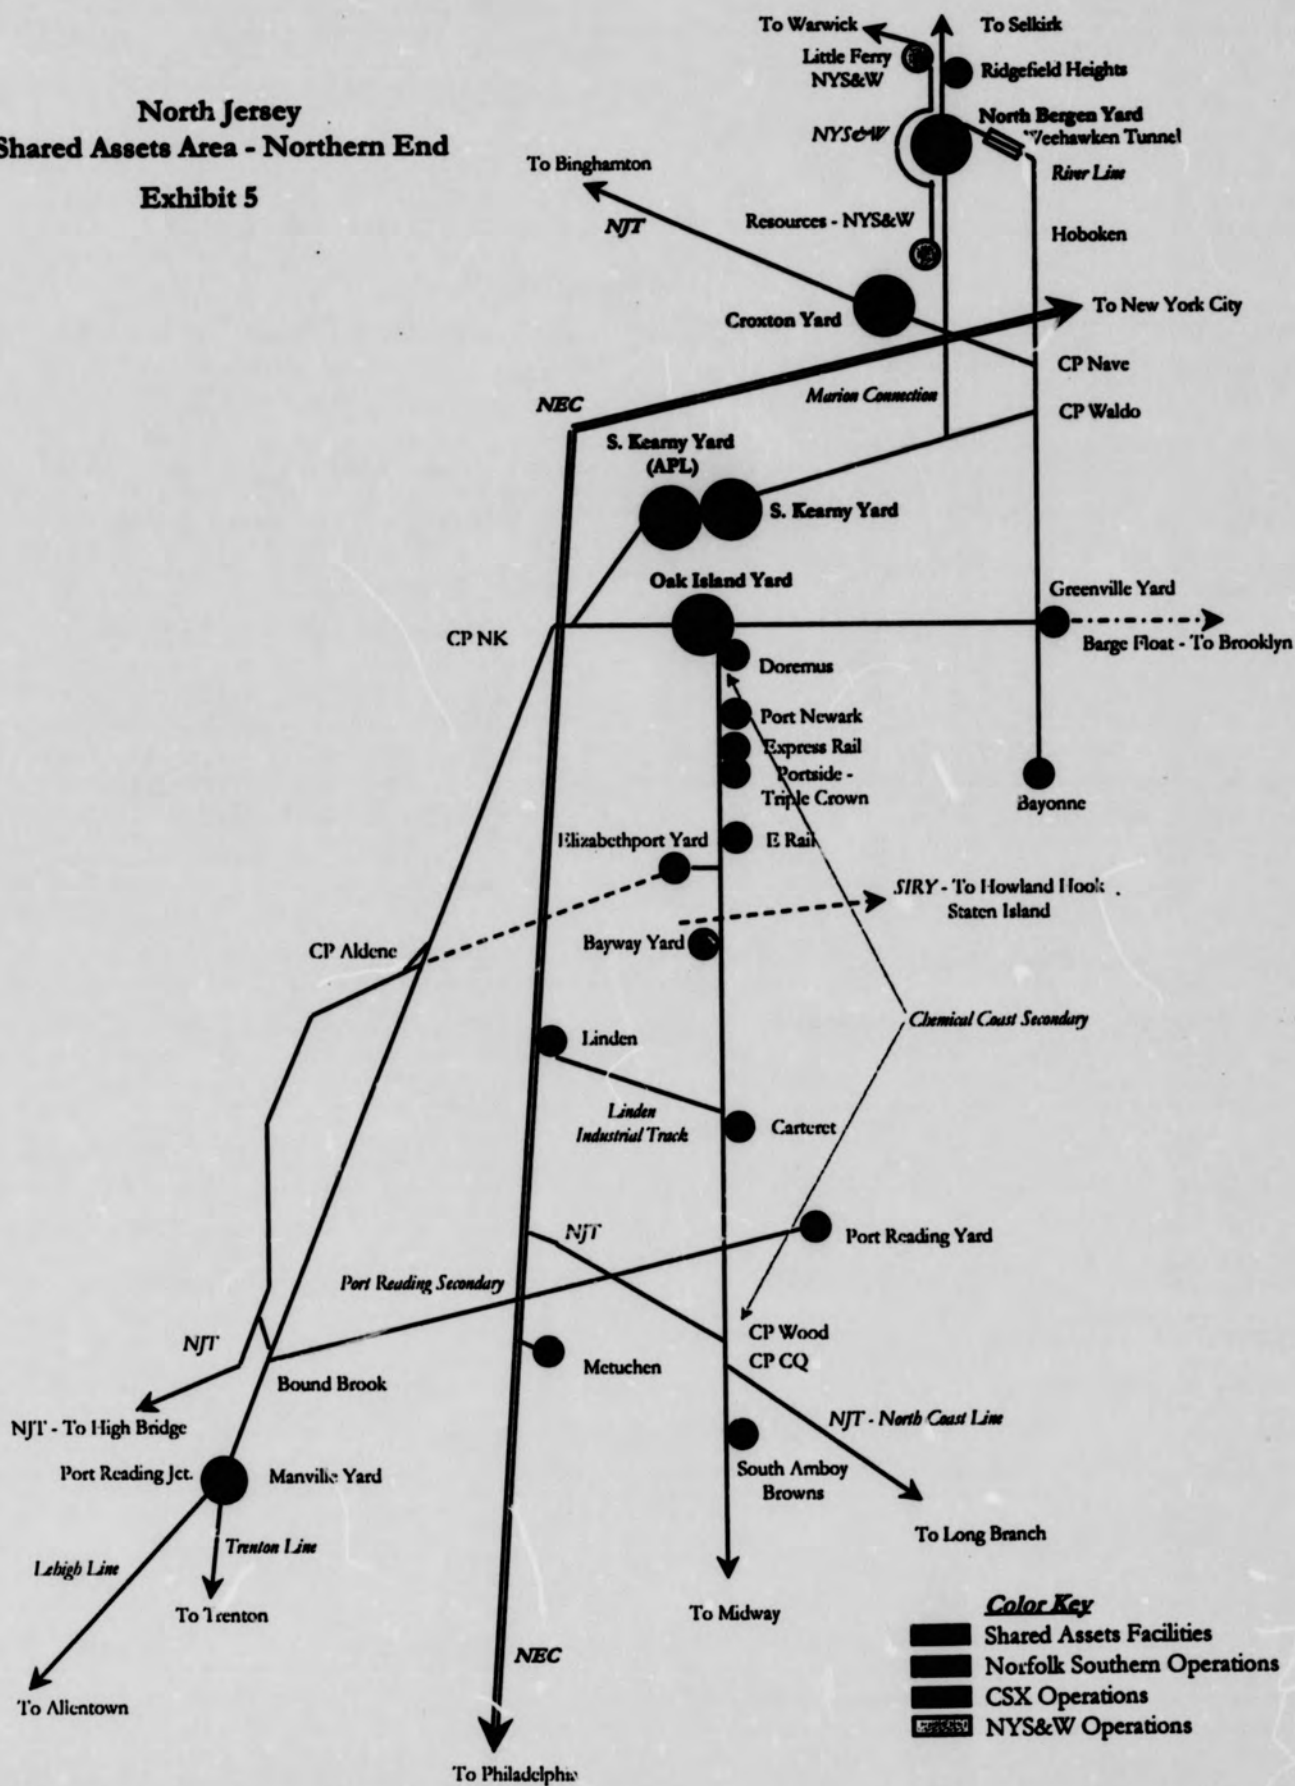 North Jersey
Shared Assets Area - Northern End
Exhibit 5
To Warwick
To Selkirk
Little Ferry
NYS&W
Ridgefield Heights
North Bergen Yard
Weehawken Tunnel
NYS&W
River Line
To Binghamton
NJT
Resources - NYS&W
Hoboken
Croxton Yard
To New York City
CP Nave
Marion Connection
NEC
CP Waldo
S. Kearny Yard
(APL)
S. Kearny Yard
Oak Island Yard
Greenville Yard
CP NK
Barge Float - To Brooklyn
Doremus
Port Newark
Express Rail
Portside -
Triple Crown
Bayonne
Elizabethport Yard
E Rail
SIRY - To Howland Hook
Staten Island
Bayway Yard
CP Aldene
Chemical Coast Secondary
Linden
Linden
Industrial Track
Carteret
NJT
Port Reading Yard
Port Reading Secondary
CP Wood
CP CQ
NJT
Metuchen
Bound Brook
NJT - To High Bridge
NJT - North Coast Line
Port Reading Jct.
Manville Yard
South Amboy
Browns
To Long Branch
Trenton Line
Lehigh Line
To Trenton
To Midway
NEC
Color Key
Shared Assets Facilities
Norfolk Southern Operations
CSX Operations
NYS&W Operations
To Allentown
To Philadelphia